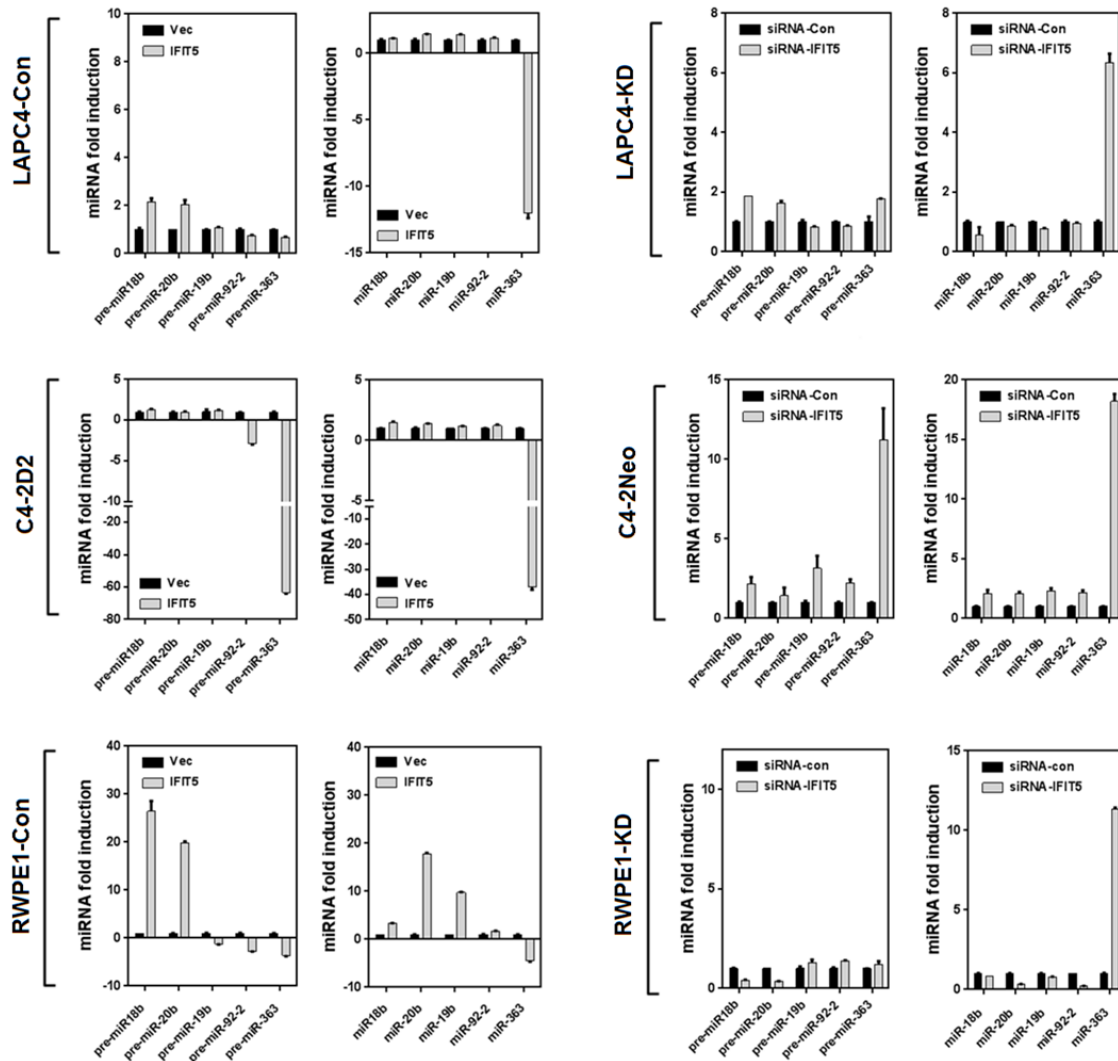 LAPC4-Con
miRNA fold induction
10
8
6
4
2
0
Vec
IFIT5
pre-miR18b
pre-miR-20b
pre-miR-19b
pre-miR-92-2
pre-miR-363
miRNA fold induction
5
0
-5
-10
-15
Vec
IFIT5
miR18b
miR-20b
miR-19b
miR-92-2
miR-363
LAPC4-KD
miRNA fold induction
8
6
4
2
0
siRNA-Con
siRNA-IFIT5
pre-miR18b
pre-miR-20b
pre-miR-19b
pre-miR-92-2
pre-miR-363
miRNA fold induction
8
6
4
2
0
siRNA-Con
siRNA-IFIT5
miR-18b
miR-20b
miR-19b
miR-92-2
miR-363
C4-2D2
miRNA fold induction
5
0
-5
-10
-20
-40
-60
-80
Vec
IFIT5
pre-miR18b
pre-miR-20b
pre-miR-19b
pre-miR-92-2
pre-miR-363
miRNA fold induction
5
0
5
-10
-20
-30
-40
-50
Vec
IFIT5
miR18b
miR-20b
miR-19b
miR-92-2
miR-363
C4-2Neo
miRNA fold induction
15
10
5
0
siRNA-Con
siRNA-IFIT5
pre-miR-18b
pre-miR-20b
pre-miR-19b
pre-miR-92-2
pre-miR-363
miRNA fold induction
20
15
10
5
0
siRNA-Con
siRNA-IFIT5
miR-18b
miR-20b
miR-19b
miR-92-2
miR363
RWPE1-Con
miRNA fold induction
40
30
20
10
0
-10
Vec
IFIT5
pre-miR18b
pre-miR-20b
pre-miR-19b
pre-miR-92-2
pre-miR-363
miRNA fold induction
40
30
20
10
0
-10
Vec
IFIT5
miR-18b
miR-20b
miR-19b
miR-92-2
miR-363
RWPE1-KD
miRNA fold induction
10
5
0
siRNA-con
siRNA-IFIT5
pre-miR18b
pre-miR-20b
pre-miR-19b
pre-miR-92-2
pre-miR-363
miRNA fold induction
15
10
5
0
siRNA-con
siRNA-IFIT5
miR-18b
miR-20b
miR-19b
miR-92-2
miR-363